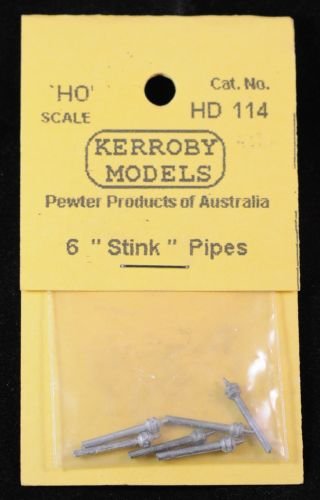 'HO'
SCALE
Cat. No.
HD 114
KERROBY
MODELS
Pewter Products of Australia
6 " Stink " Pipes